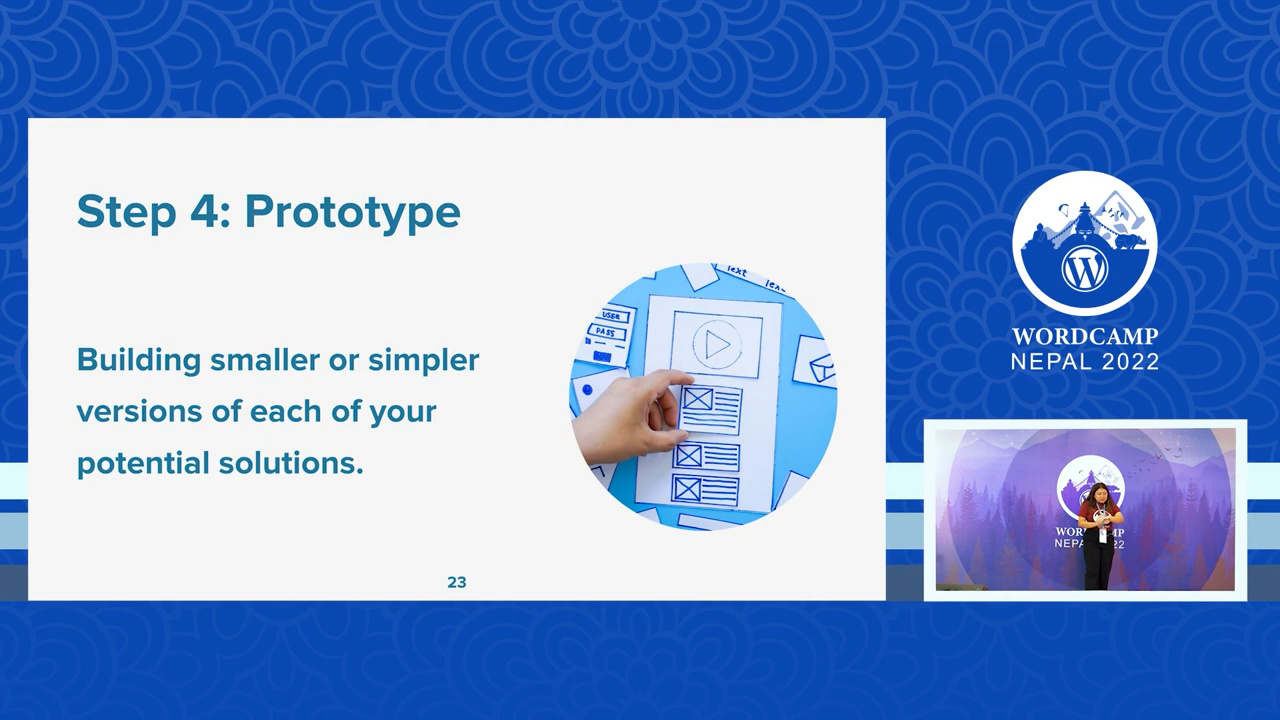 Step 4: Prototype
Building smaller or simpler
versions of each of your
potential solutions.
23
Text
USER
PASS
WORDCAMP
NEPAL 2022